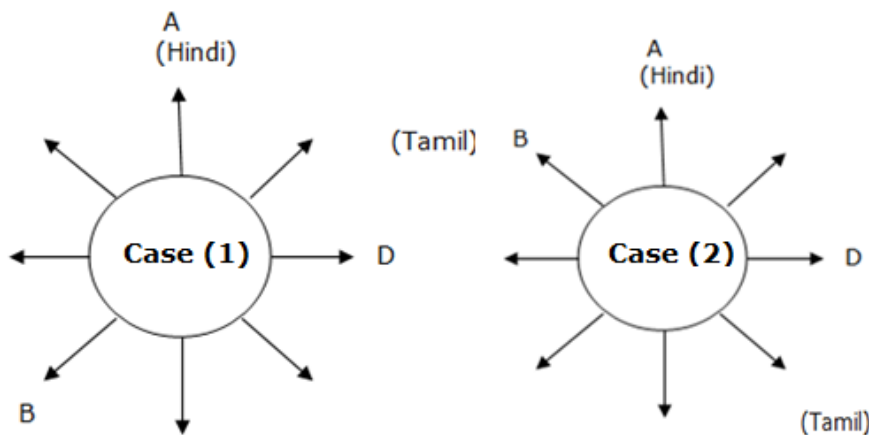 A
(Hindi)
(Tamil)
Case (1)
D
B
A
(Hindi)
B
Case (2)
D
(Tamil)